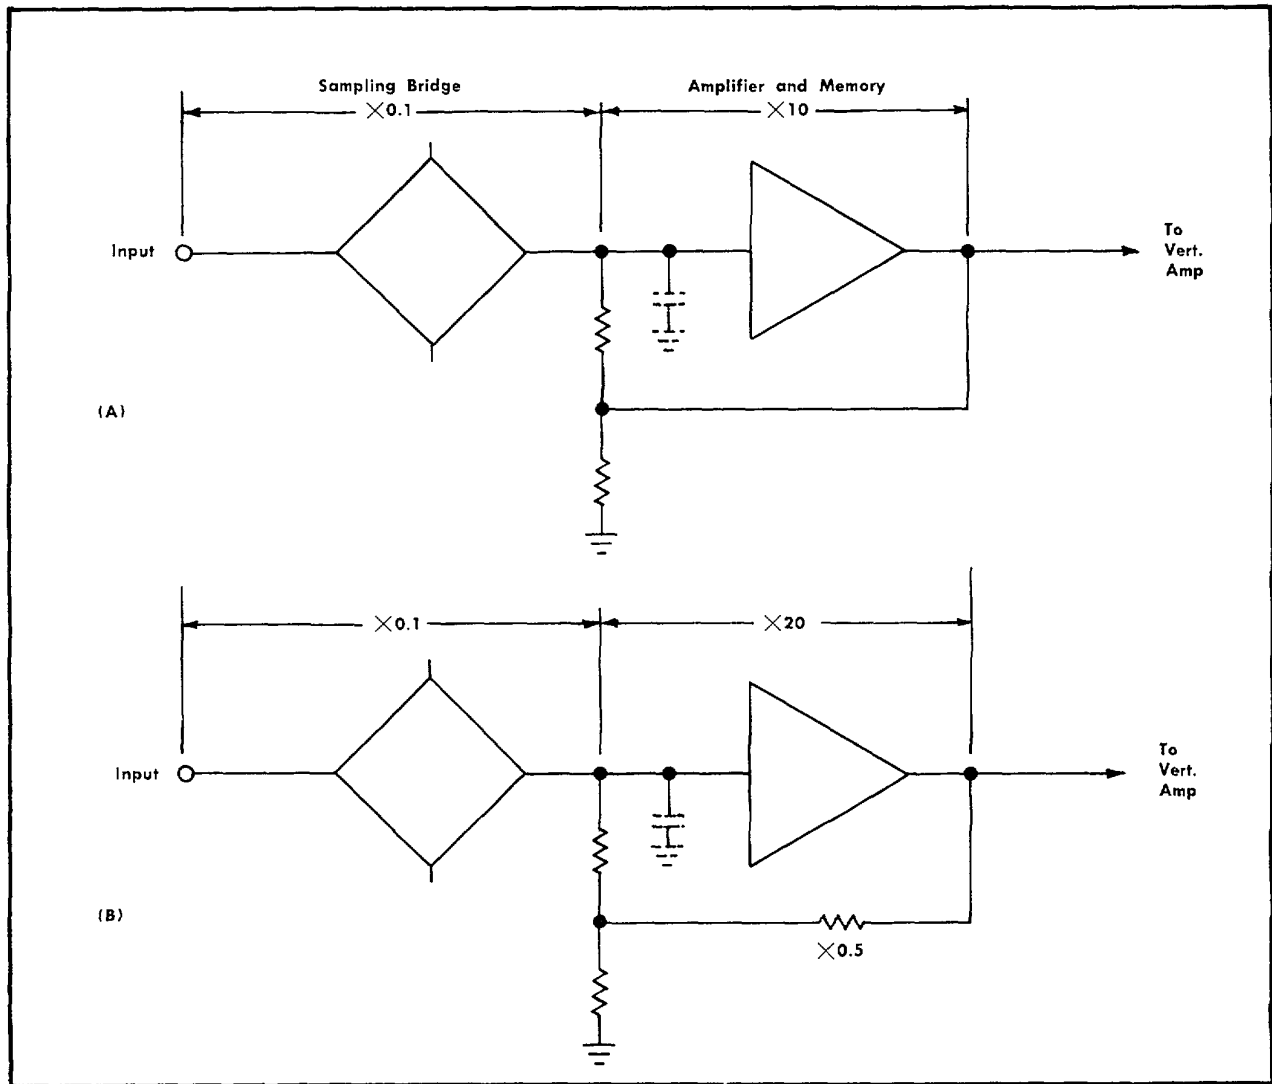 Sampling Bridge
Amplifier and Memory
×0.1
×10
Input
To
Vert.
Amp
(A)
×0.1
×20
Input
To
Vert.
Amp
(B)
×0.5